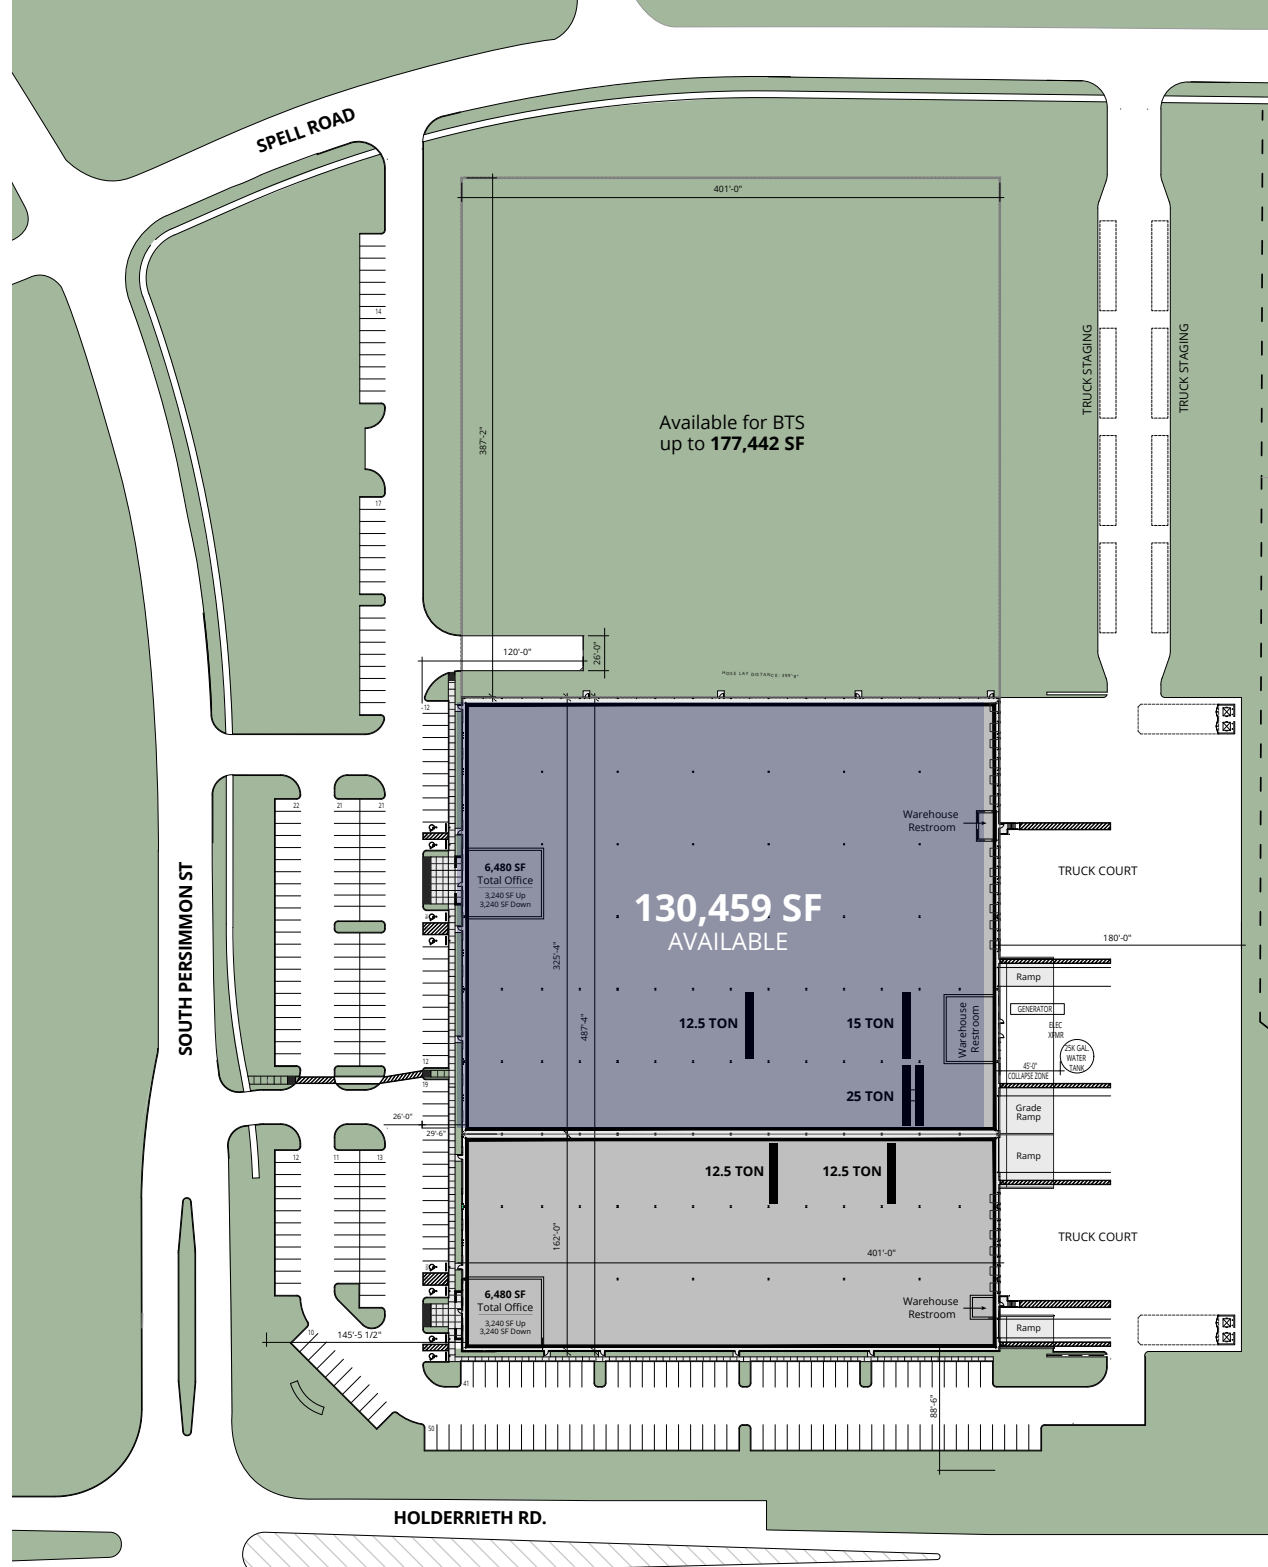 SPELL ROAD
401'-0"
14
TRUCK STAGING
TRUCK STAGING
387'-2"
Available for BTS
up to 177,442 SF
17
120'-0"
26'-0"
HOSE LAY DISTANCE: 399'-9"
12
22
21
21
Warehouse
Restroom
6,480 SF
Total Office
3,240 SF Up
3,240 SF Down
TRUCK COURT
130,459 SF
AVAILABLE
SOUTH PERSIMMON ST
325'-4"
180'-0"
487'-4"
Ramp
12.5 TON
15 TON
Warehouse
Restroom
GENERATOR
ELEC
XFMR
25K GAL.
WATER
TANK
12
45'-0"
COLLAPSE ZONE
19
25 TON
26'-0"
29'-6"
Grade
Ramp
12
11
13
12.5 TON
12.5 TON
Ramp
162'-0"
401'-0"
TRUCK COURT
6,480 SF
Total Office
3,240 SF Up
3,240 SF Down
Warehouse
Restroom
10
145'-5 1/2"
Ramp
41
88'-6"
50
HOLDERRIETH RD.